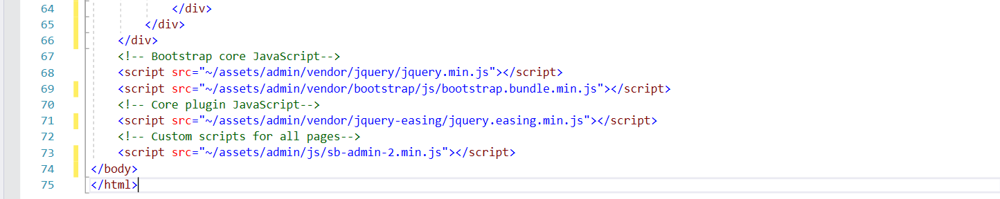 64 </div>
65 </div>
66 </div>
67 <!-- Bootstrap core JavaScript-->
68 <script src="~/assets/admin/vendor/jquery/jquery.min.js"></script>
69 <script src="~/assets/admin/vendor/bootstrap/js/bootstrap.bundle.min.js"></script>
70 <!-- Core plugin JavaScript-->
71 <script src="~/assets/admin/vendor/jquery-easing/jquery.easing.min.js"></script>
72 <!-- Custom scripts for all pages-->
73 <script src="~/assets/admin/js/sb-admin-2.min.js"></script>
74 </body>
75 </html>